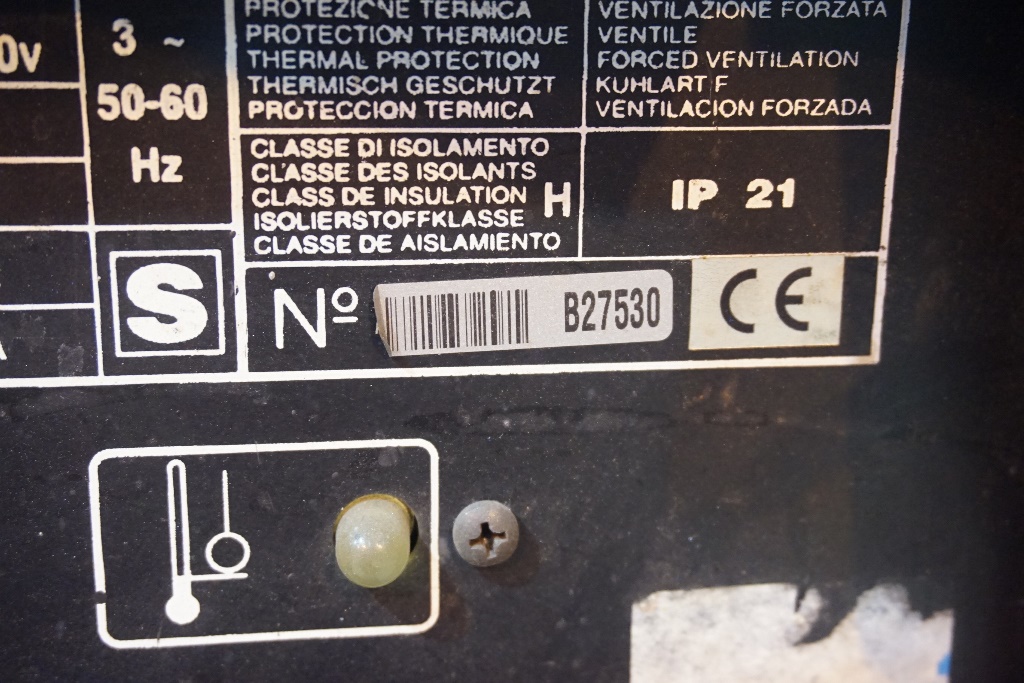 0v
3 ~
50-60
Hz
S
PROTEZIONE TERMICA
PROTECTION THERMIQUE
THERMAL PROTECTION
THERMISCH GESCHUTZT
PROTECCION TERMICA
VENTILAZIONE FORZATA
VENTILE
FORCED VENTILATION
KUHLART F
VENTILACION FORZADA
CLASSE DI ISOLAMENTO
CLASSE DES ISOLANTS
CLASS DE INSULATION H
ISOLIERSTOFFKLASSE
CLASSE DE AISLAMIENTO
IP 21
Nº B27530 CE